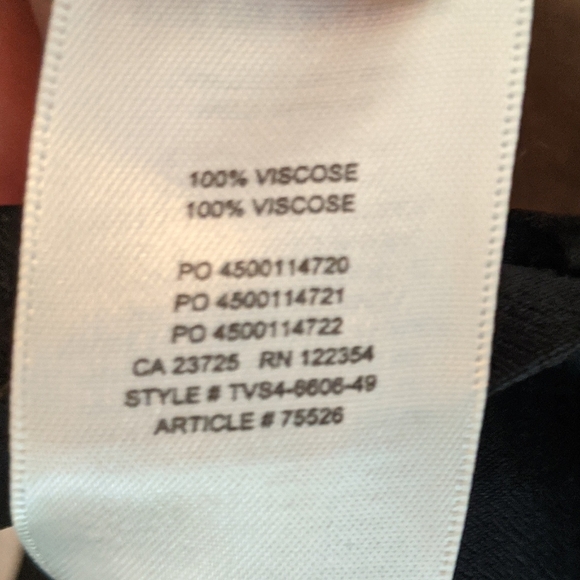 100% VISCOSE
100% VISCOSE
PO 4500114720
PO 4500114721
PO 4500114722
CA 23725 RN 122354
STYLE # TVS4-6606-49
ARTICLE # 75526